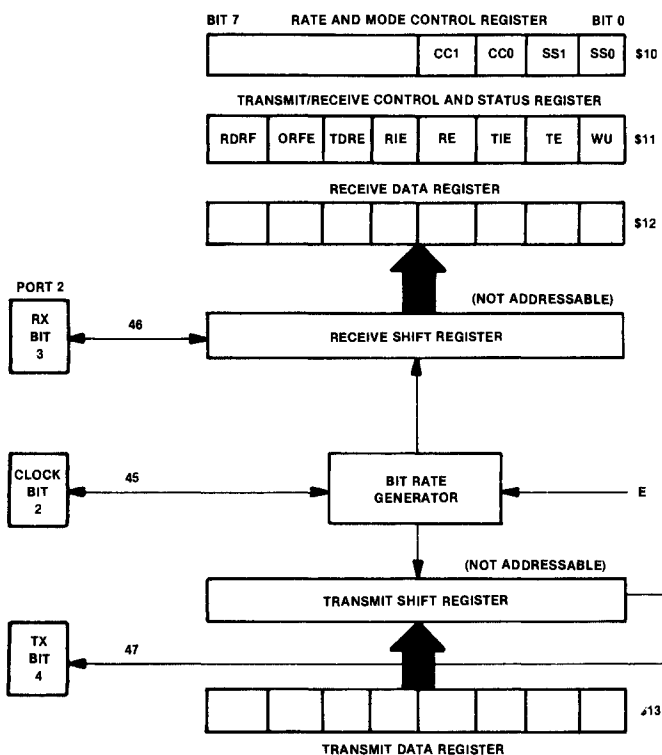 BIT 7 RATE AND MODE CONTROL REGISTER BIT 0
CC1 CC0 SS1 SS0 $10
TRANSMIT/RECEIVE CONTROL AND STATUS REGISTER
RDRF ORFE TDRE RIE RE TIE TE WU $11
RECEIVE DATA REGISTER
$12
PORT 2
(NOT ADDRESSABLE)
RX
BIT
3
46
RECEIVE SHIFT REGISTER
CLOCK
BIT
2
45
BIT RATE
GENERATOR
E
(NOT ADDRESSABLE)
TRANSMIT SHIFT REGISTER
TX
BIT
4
47
$13
TRANSMIT DATA REGISTER